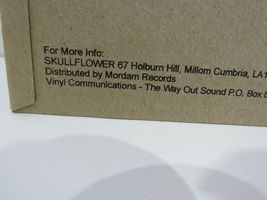 For More Info:
SKULLFLOWER 67 Holburn Hill, Millom Cumbria, LA1
Distributed by Mordam Records
Vinyl Communications - The Way Out Sound P.O. Box